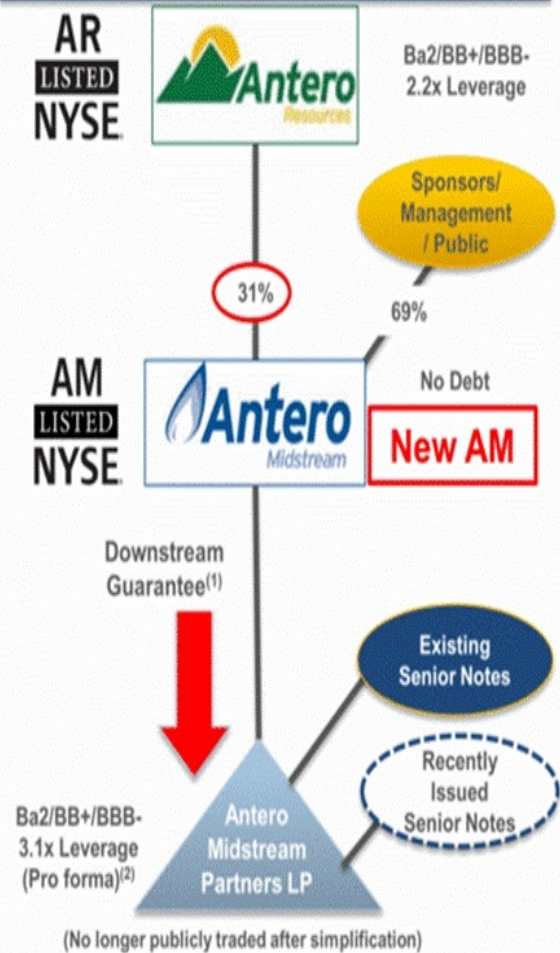 AR
LISTED
NYSE
Antero
Resources
Ba2/BB+/BBB-
2.2x Leverage
Sponsors/
Management
/ Public
31%
69%
AM
LISTED
NYSE
Antero
Midstream
No Debt
New AM
Downstream
Guarantee(1)
Existing
Senior Notes
Recently
Issued
Senior Notes
Ba2/BB+/BBB-
3.1x Leverage
(Pro forma)(2)
Antero
Midstream
Partners LP
(No longer publicly traded after simplification)